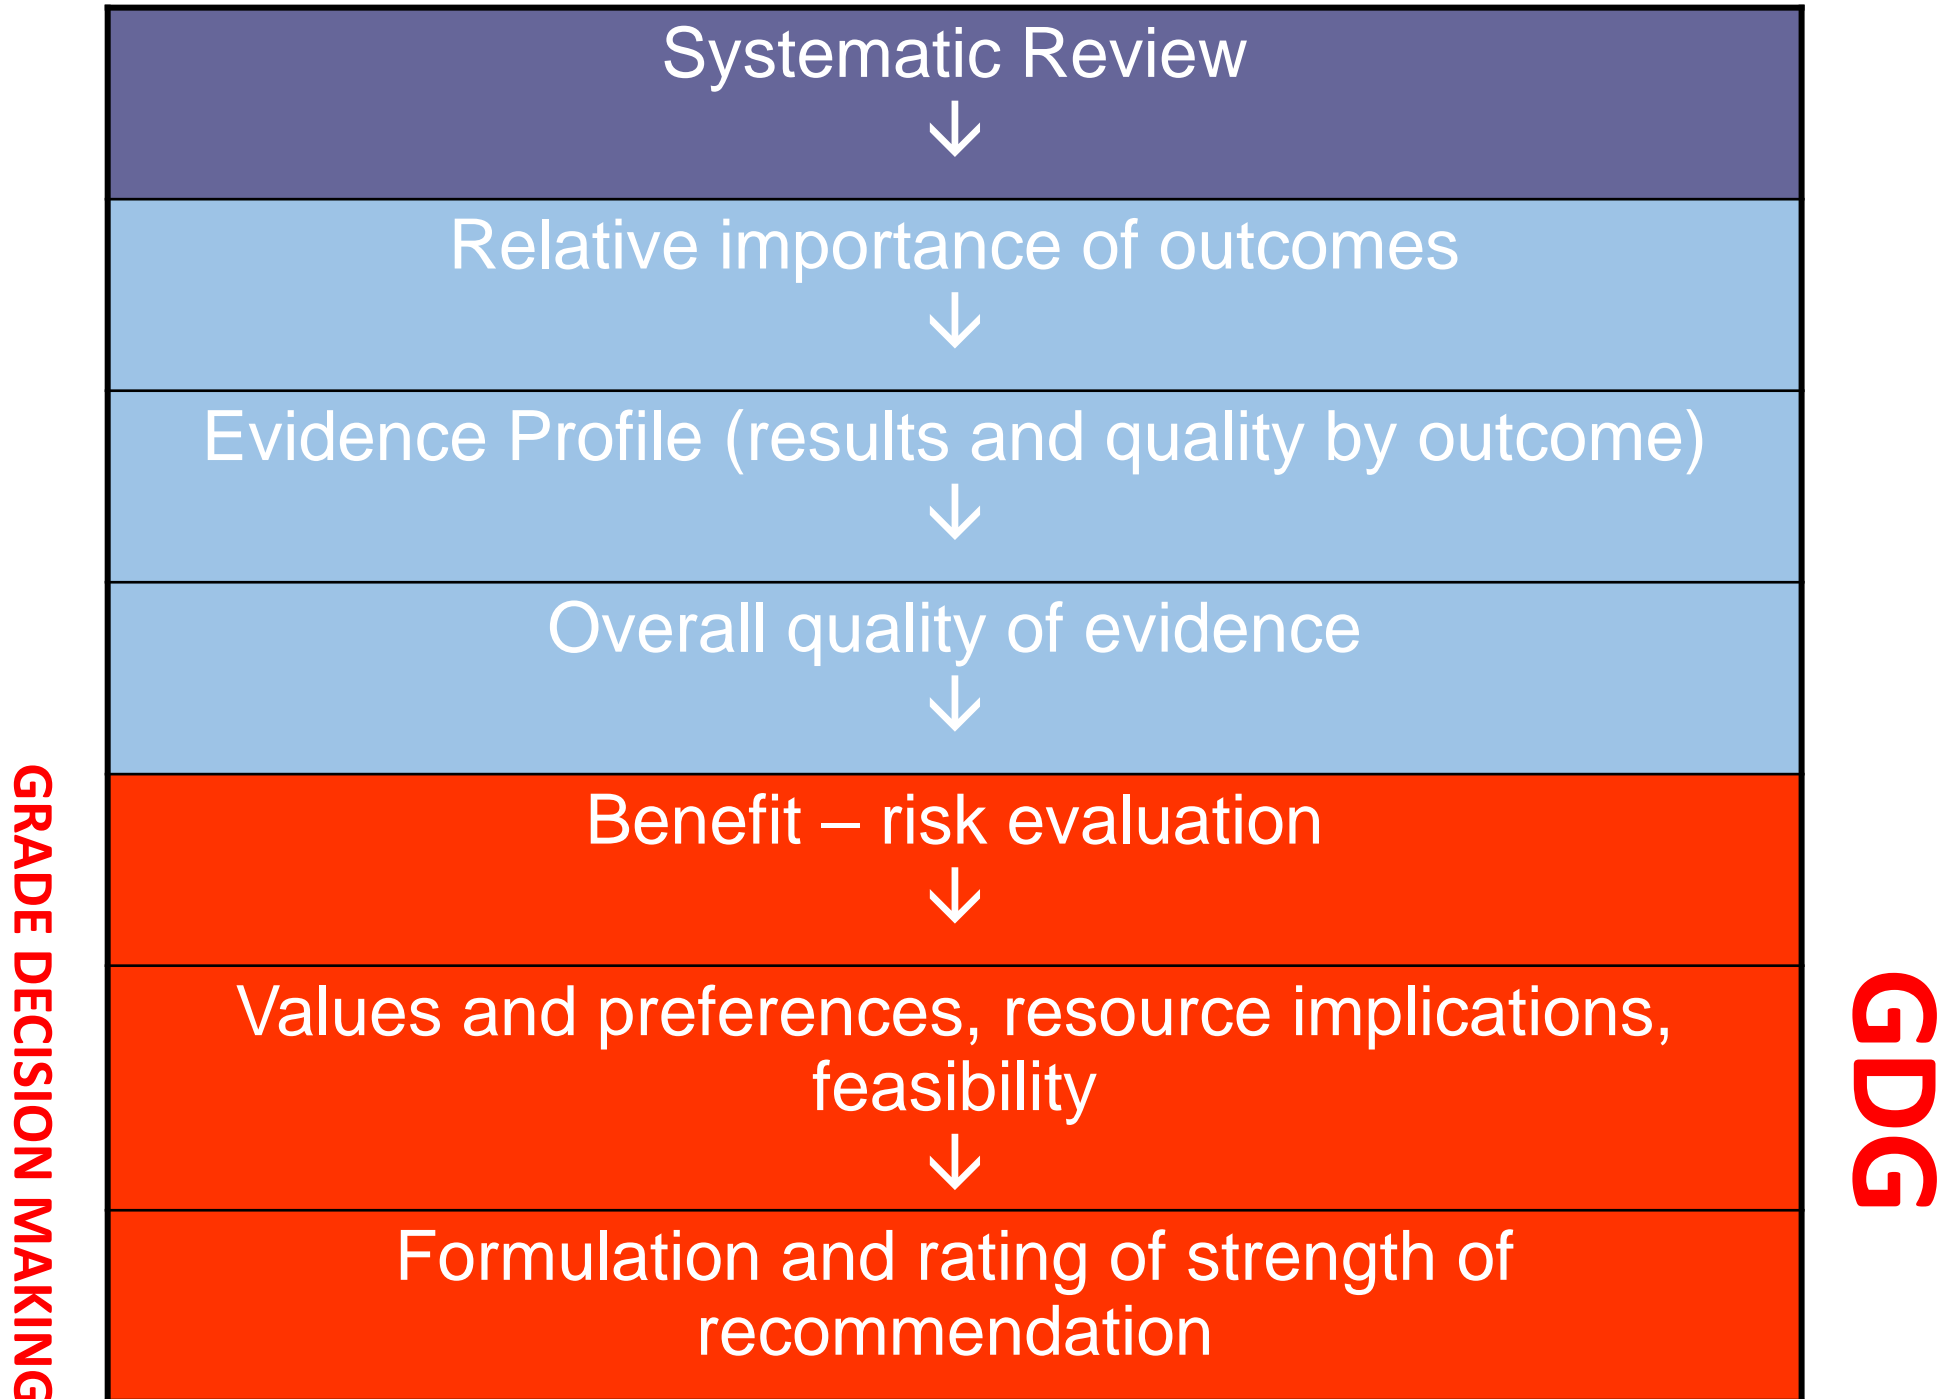 Systematic Review
↓
Relative importance of outcomes
↓
Evidence Profile (results and quality by outcome)
↓
Overall quality of evidence
↓
Benefit – risk evaluation
↓
Values and preferences, resource implications,
feasibility
↓
Formulation and rating of strength of
recommendation
GRADE DECISION MAKING
GDG